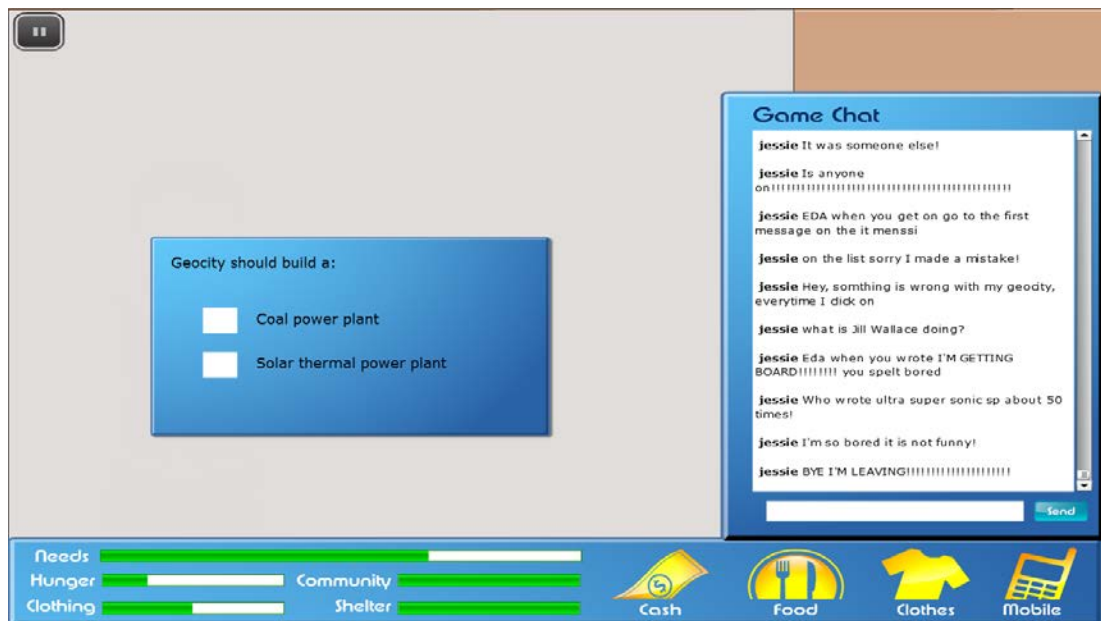 Geocity should build a:
Coal power plant
Solar thermal power plant
Game Chat
jessie It was someone else!
jessie Is anyone
on!!!!!!!!!!!!!!!!!!!!!!!!!!!!!!!!!!!!!!!!!!!!!!!!
jessie EDA when you get on go to the first
message on the it menssi
jessie on the list sorry I made a mistake!
jessie Hey, somthing is wrong with my geocity,
everytime I click on
jessie what is Jill Wallace doing?
jessie Eda when you wrote I'M GETTING
BOARD!!!!!!!! you spelt bored
jessie Who wrote ultra super sonic sp about 50
times!
jessie I'm so bored it is not funny!
jessie BYE I'M LEAVING!!!!!!!!!!!!!!!!!!!!!
Send
Needs
Hunger
Community
Clothing
Shelter
Cash
Food
Clothes
Mobile